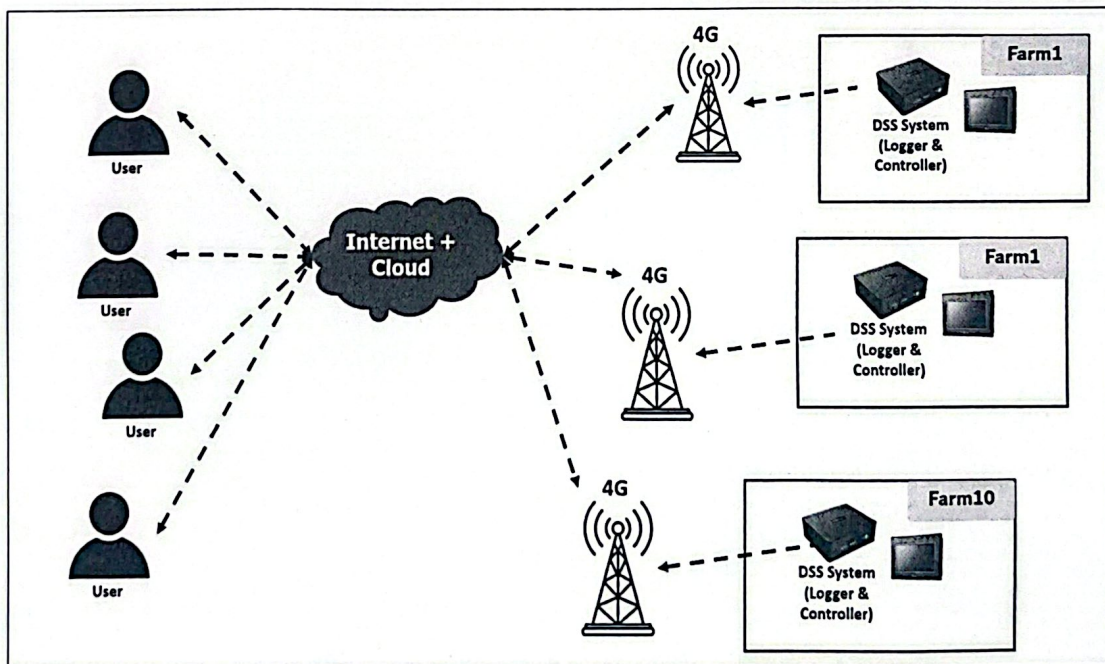 4G
Farm1
DSS System
(Logger &
Controller)
User
Internet +
Cloud
User
4G
Farm1
DSS System
(Logger &
Controller)
User
4G
Farm10
DSS System
(Logger &
Controller)
User